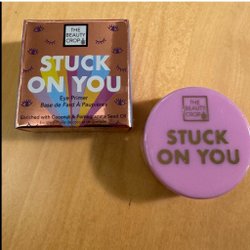 THE
BEAUTY
CROP
STUCK
ON YOU
Eye Primer
Base de Fard À Paupières
Enriched with Coconut & Pomegranate Seed Oil
THE
BEAUTY
CROP
STUCK
ON YOU